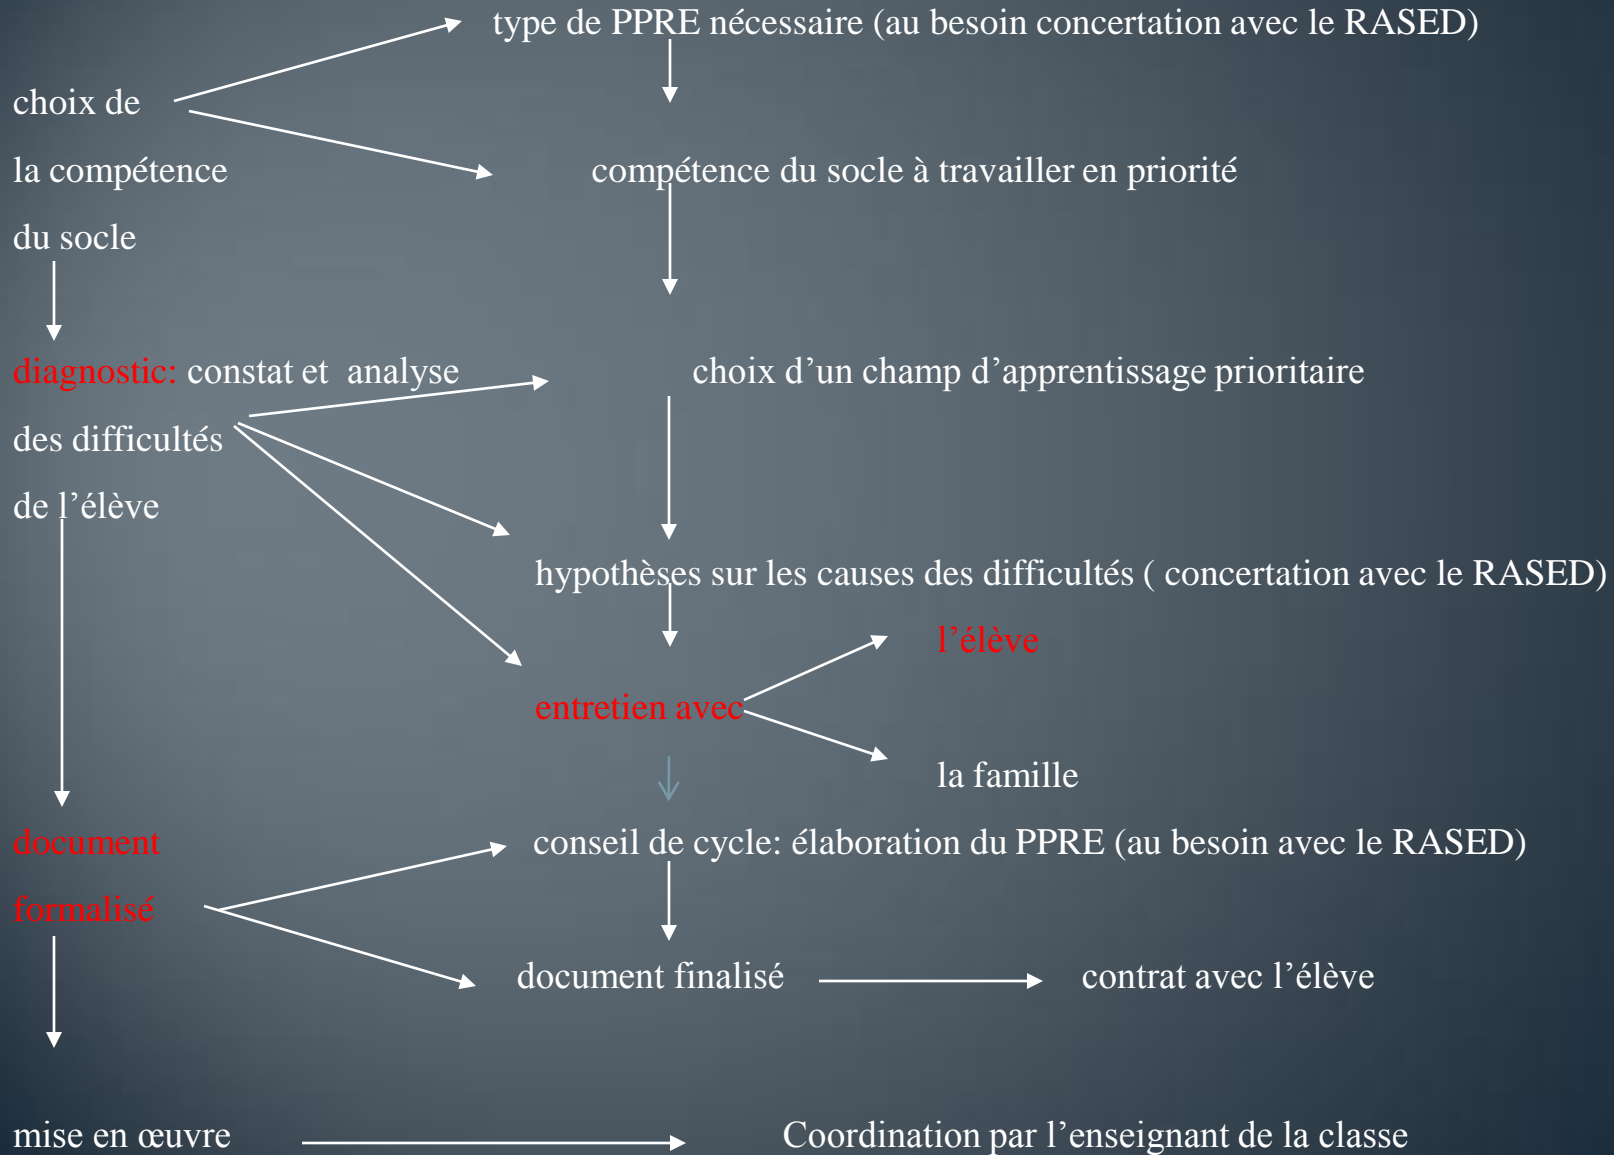 type de PPRE nécessaire (au besoin concertation avec le RASED)
choix de
la compétence
compétence du socle à travailler en priorité
du socle
diagnostic: constat et analyse
choix d’un champ d’apprentissage prioritaire
des difficultés
de l’élève
hypothèses sur les causes des difficultés ( concertation avec le RASED)
l’élève
entretien avec
la famille
document
conseil de cycle: élaboration du PPRE (au besoin avec le RASED)
formalisé
document finalisé
contrat avec l’élève
mise en œuvre
Coordination par l’enseignant de la classe